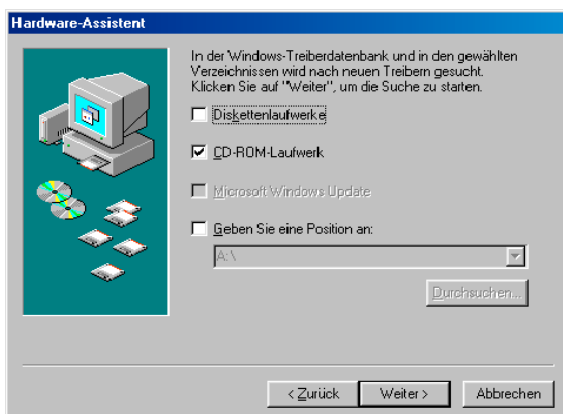 Hardware-Assistent
In der Windows-Treiberdatenbank und in den gewählten
Verzeichnissen wird nach neuen Treibern gesucht.
Klicken Sie auf "Weiter", um die Suche zu starten.
Diskettenlaufwerke
CD-ROM-Laufwerk
Microsoft Windows Update
Geben Sie eine Position an:
A:\
Durchsuchen...
< Zurück Weiter > Abbrechen